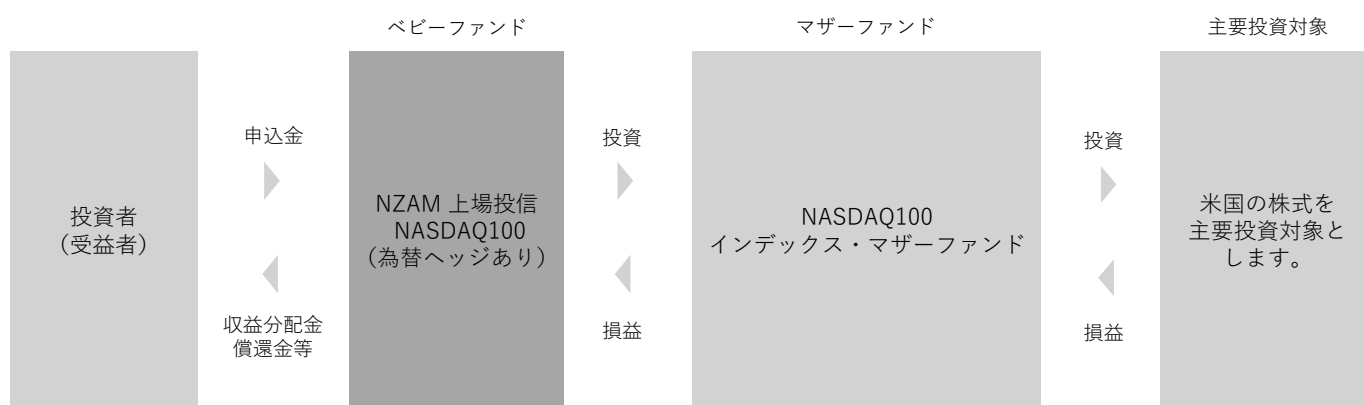 ベビーファンド
マザーファンド
主要投資対象
投資者
（受益者）
申込金
収益分配金
償還金等
NZAM 上場投信
NASDAQ100
（為替ヘッジあり）
投資
損益
NASDAQ100
インデックス・マザーファンド
投資
損益
米国の株式を
主要投資対象と
します。